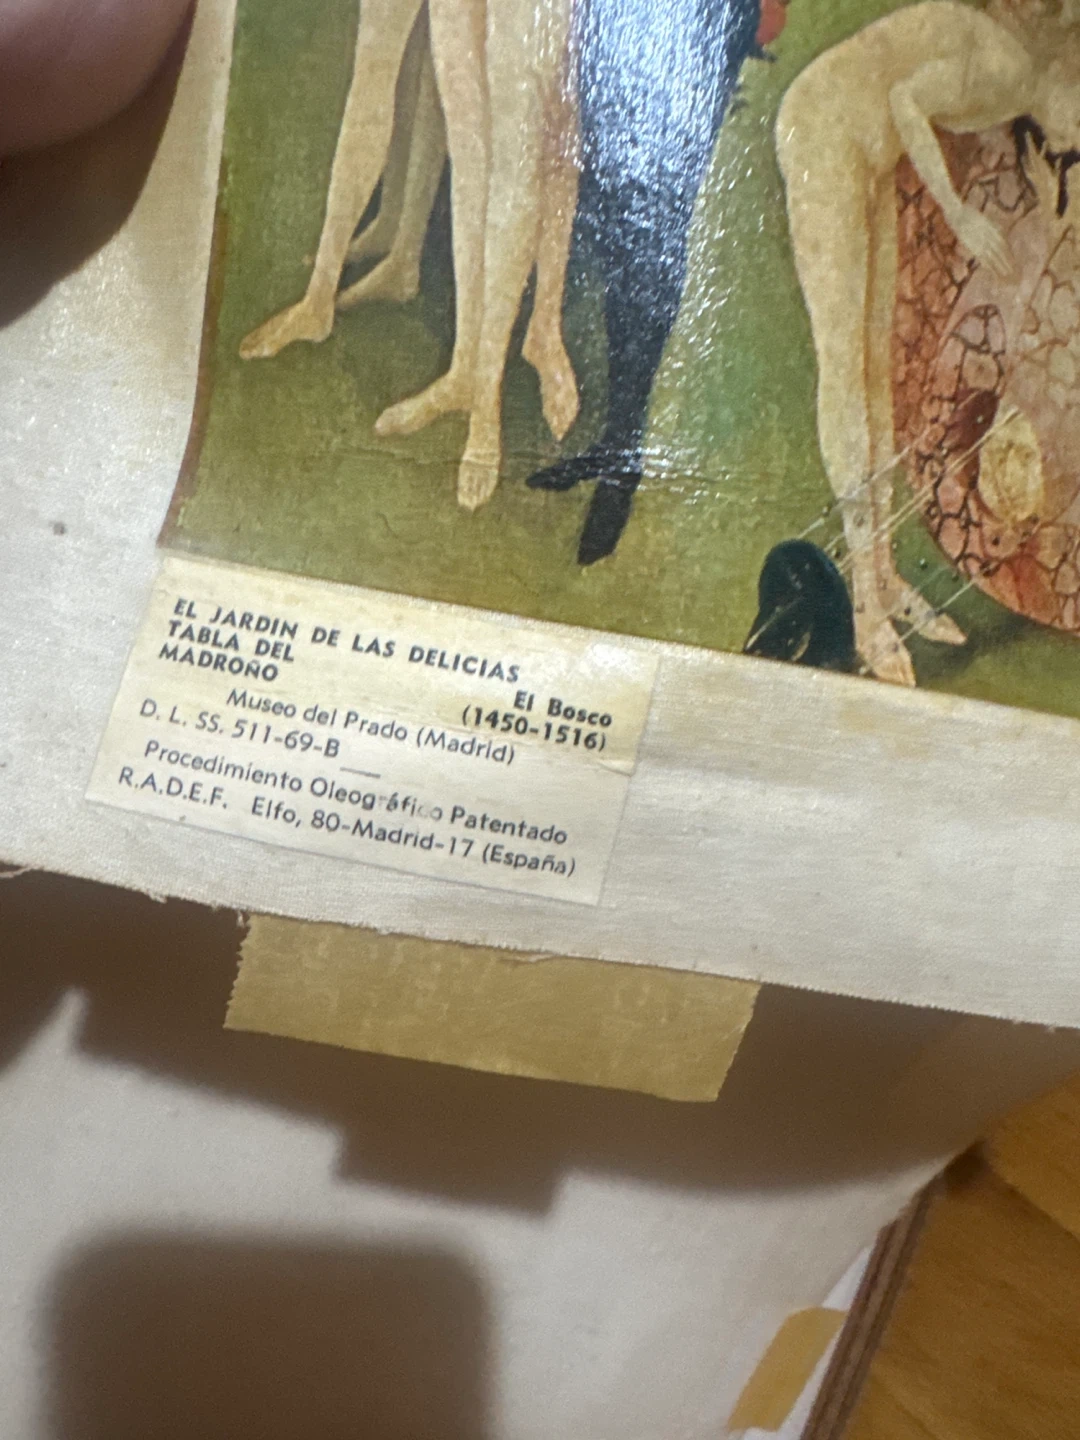 EL JARDIN DE LAS DELICIAS
TABLA DEL
MADROÑO
El Bosco
(1450-1516)
Museo del Prado (Madrid)
D. L. SS. 511-69-B
Procedimiento Oleográfico Patentado
R.A.D.E.F. Elfo, 80-Madrid-17 (España)